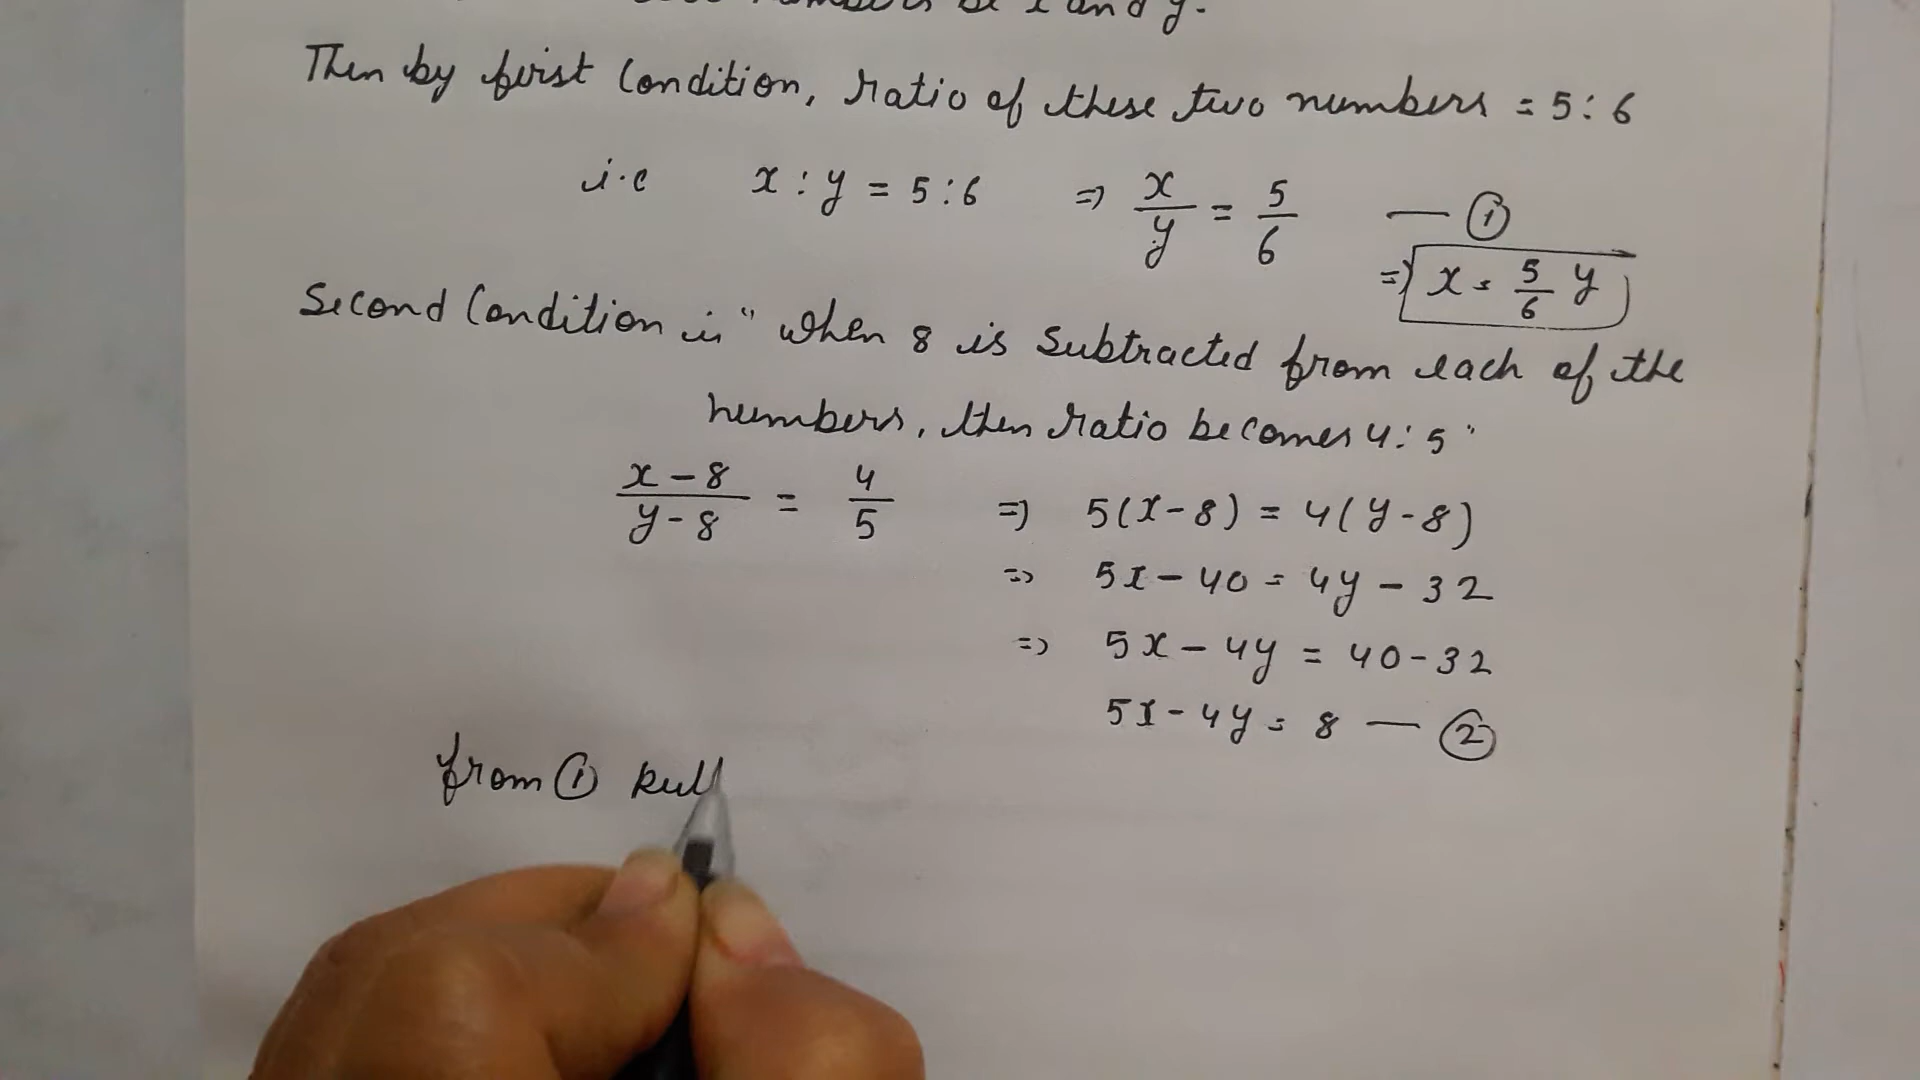 numbers be x and y.
Then by first Condition, ratio of these two numbers = 5:6
i.e x : y = 5:6 => x/y = 5/6 — ①
=> x = 5/6 y
Second Condition is " when 8 is subtracted from each of the
numbers, then ratio becomes 4:5"
x-8/y-8 = 4/5 => 5(x-8) = 4(y-8)
=> 5x-40 = 4y-32
=> 5x-4y = 40-32
5x-4y = 8 — ②
from ①